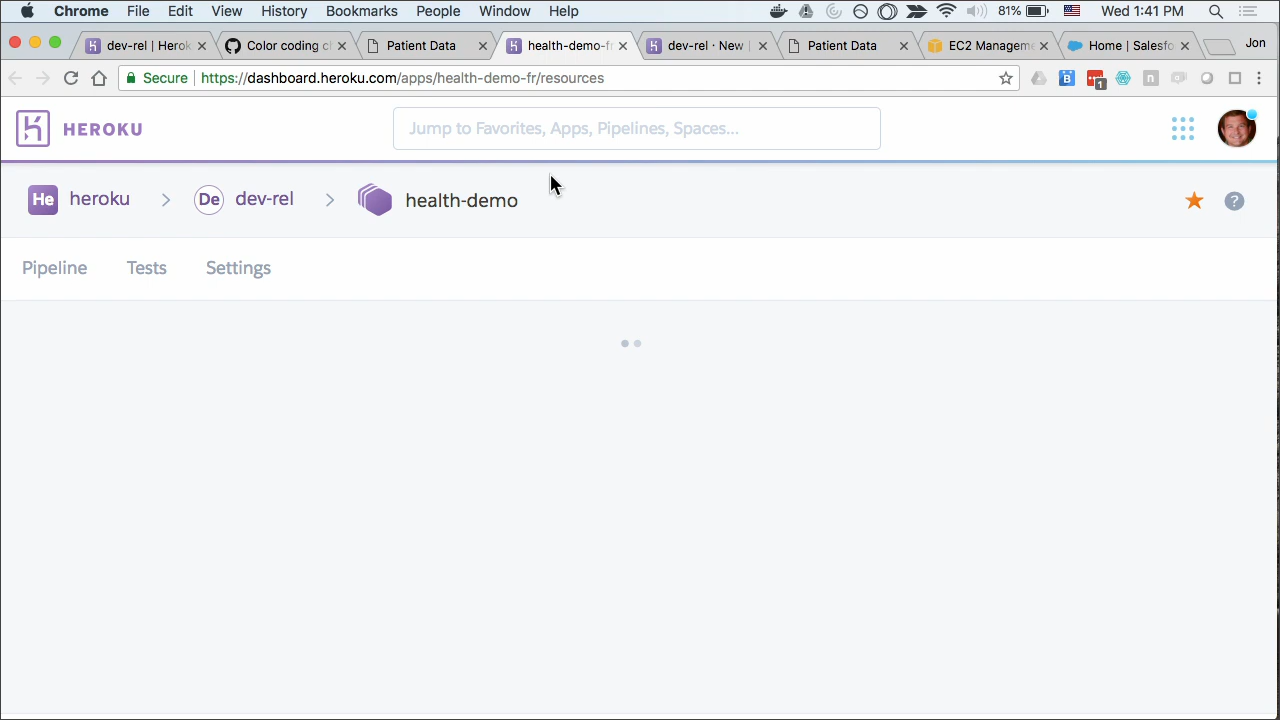 Chrome File Edit View History Bookmarks People Window Help 81% Wed 1:41 PM
dev-rel | Herok Color coding cl Patient Data health-demo-fr dev-rel · New Patient Data EC2 Managem Home | Salesfo Jon
Secure https://dashboard.heroku.com/apps/health-demo-fr/resources 1
HEROKU Jump to Favorites, Apps, Pipelines, Spaces...
He heroku De dev-rel health-demo
Pipeline Tests Settings